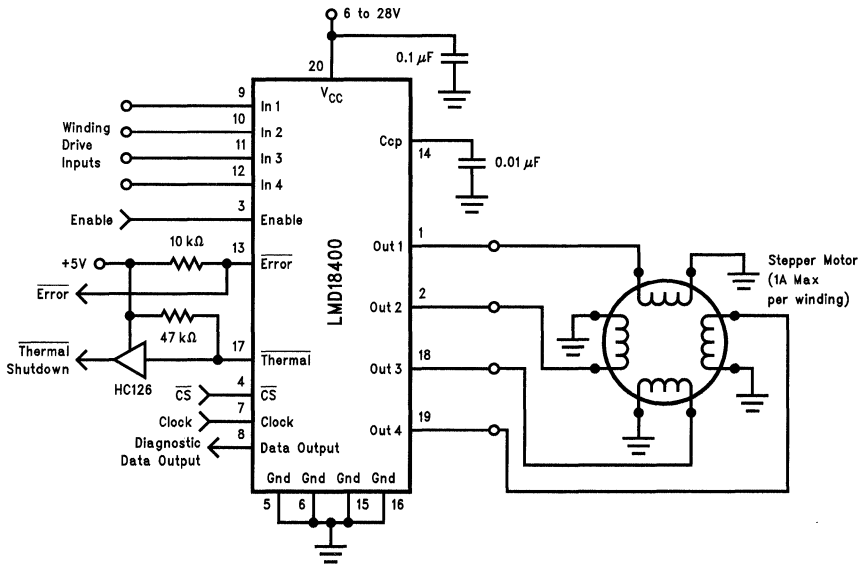 6 to 28V
0.1 μF
20
VCC
9
In 1
10
In 2
11
In 3
12
In 4
Winding
Drive
Inputs
3
Enable
Enable
Ccp
14
0.01 μF
LMD18400
10 kΩ
+5V
13
Error
Error
47 kΩ
17
Thermal
Thermal
Shutdown
HC126
4
CS
CS
7
Clock
Clock
8
Data Output
Diagnostic
Data Output
Out 1
1
Out 2
2
Out 3
18
Out 4
19
Stepper Motor
(1A Max
per winding)
Gnd Gnd Gnd Gnd
5 6 15 16